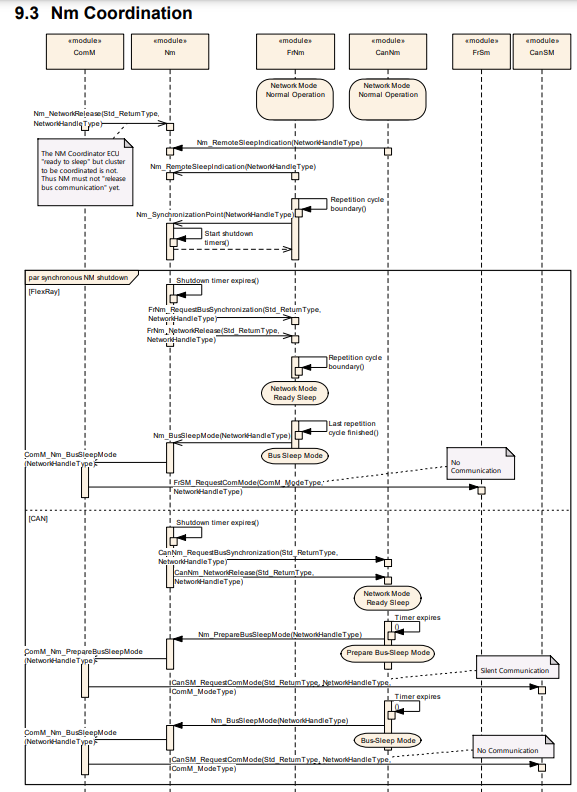 9.3 Nm Coordination
«module»
ComM
«module»
Nm
«module»
FrNm
«module»
CanNm
«module»
FrSm
«module»
CanSM
Network Mode
Normal Operation
Network Mode
Normal Operation
Nm_NetworkRelease(Std_ReturnType,
NetworkHandleType)
The NM Coordinator ECU
"ready to sleep" but cluster
to be coordinated is not.
Thus NM must not "release
bus communication" yet.
Nm_RemoteSleepIndication(NetworkHandleType)
Nm_RemoteSleepIndication(NetworkHandleType)
Repetition cycle
boundary()
Nm_SynchronizationPoint(NetworkHandleType)
Start shutdown
timers()
par synchronous NM shutdown
[FlexRay]
Shutdown timer expires()
FrNm_RequestBusSynchronization(Std_ReturnType,
NetworkHandleType)
FrNm_NetworkRelease(Std_ReturnType,
NetworkHandleType)
Repetition cycle
boundary()
Network Mode
Ready Sleep
Last repetition
cycle finished()
Nm_BusSleepMode(NetworkHandleType)
Bus Sleep Mode
ComM_Nm_BusSleepMode
(NetworkHandleType)
No
Communication
FrSM_RequestComMode(ComM_ModeType,
NetworkHandleType)
[CAN]
Shutdown timer expires()
CanNm_RequestBusSynchronization(Std_ReturnType,
NetworkHandleType)
CanNm_NetworkRelease(Std_ReturnType,
NetworkHandleType)
Network Mode
Ready Sleep
Timer expires
()
Nm_PrepareBusSleepMode(NetworkHandleType)
Prepare Bus-Sleep Mode
ComM_Nm_PrepareBusSleepMode
(NetworkHandleType)
Silent Communication
CanSM_RequestComMode(Std_ReturnType, NetworkHandleType,
ComM_ModeType)
Timer expires
()
Nm_BusSleepMode(NetworkHandleType)
Bus-Sleep Mode
ComM_Nm_BusSleepMode
(NetworkHandleType)
No Communication
CanSM_RequestComMode(Std_ReturnType, NetworkHandleType,
ComM_ModeType)